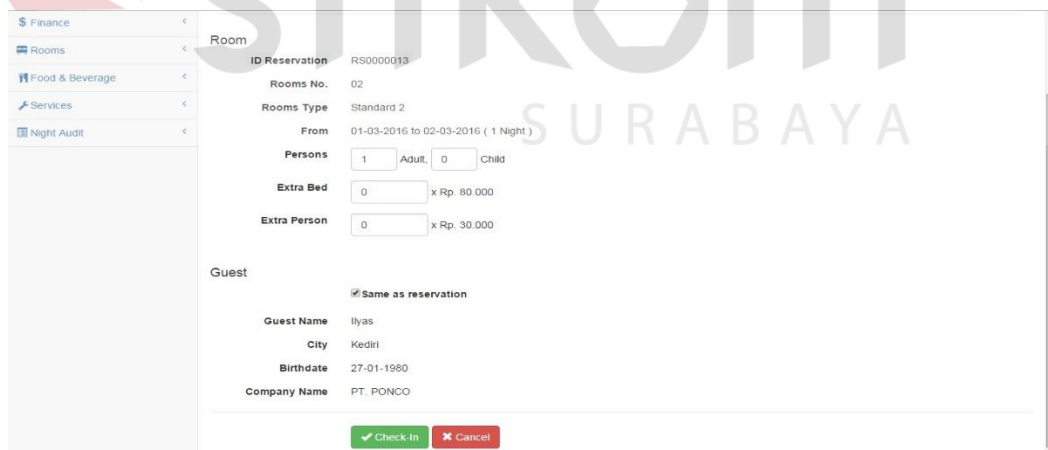 $ Finance
Rooms
Food & Beverage
Services
Night Audit
Room
ID Reservation RS0000013
Rooms No. 02
Rooms Type Standard 2
From 01-03-2016 to 02-03-2016 ( 1 Night )
Persons 1 Adult, 0 Child
Extra Bed 0 x Rp. 80.000
Extra Person 0 x Rp. 30.000
Guest
Same as reservation
Guest Name Ilyas
City Kediri
Birthdate 27-01-1980
Company Name PT. PONCO
Check-In Cancel
SURABAYA